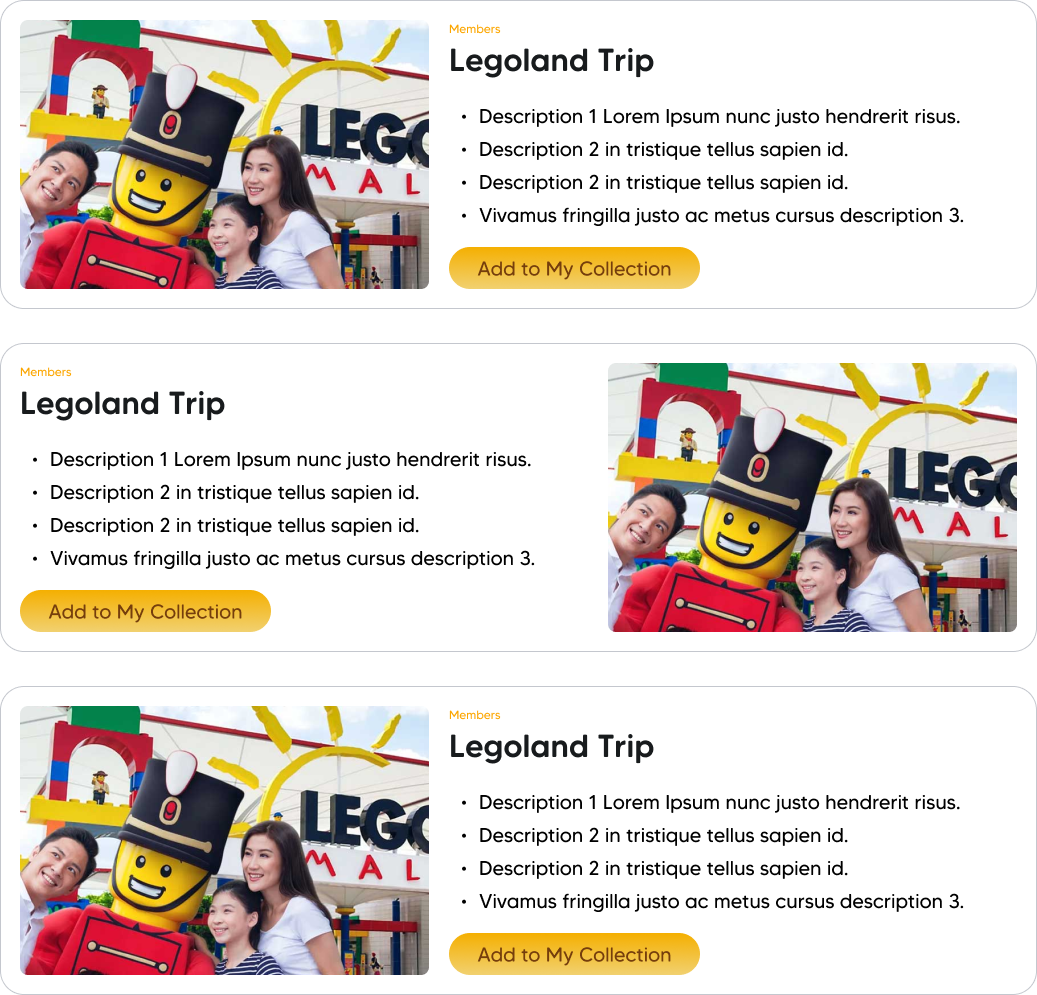 LEGO
MAL
Members
Legoland Trip
• Description 1 Lorem Ipsum nunc justo hendrerit risus.
• Description 2 in tristique tellus sapien id.
• Description 2 in tristique tellus sapien id.
• Vivamus fringilla justo ac metus cursus description 3.
Add to My Collection
Members
Legoland Trip
• Description 1 Lorem Ipsum nunc justo hendrerit risus.
• Description 2 in tristique tellus sapien id.
• Description 2 in tristique tellus sapien id.
• Vivamus fringilla justo ac metus cursus description 3.
Add to My Collection
LEGO
MAL
LEGO
MAL
Members
Legoland Trip
• Description 1 Lorem Ipsum nunc justo hendrerit risus.
• Description 2 in tristique tellus sapien id.
• Description 2 in tristique tellus sapien id.
• Vivamus fringilla justo ac metus cursus description 3.
Add to My Collection